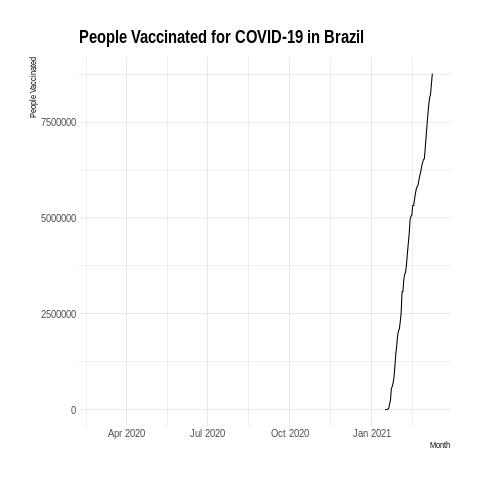 People Vaccinated for COVID-19 in Brazil
People Vaccinated
7500000
5000000
2500000
0
Apr 2020 Jul 2020 Oct 2020 Jan 2021
Month